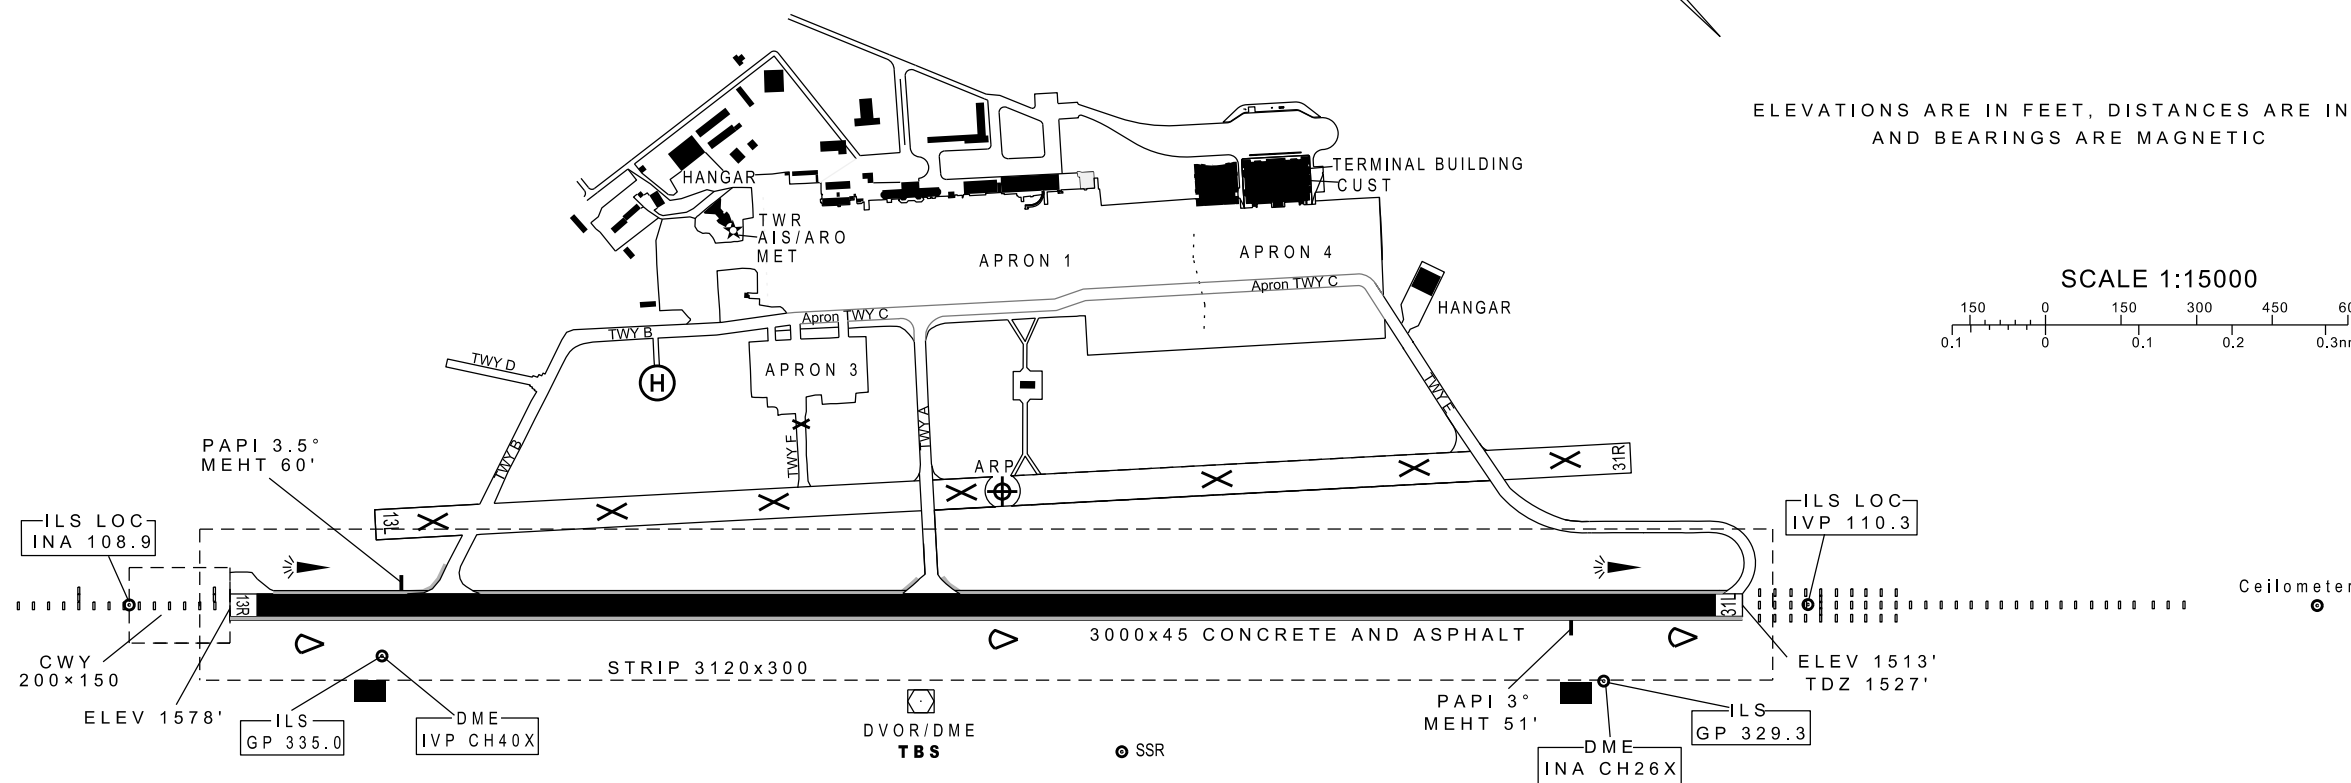 ELEVATIONS ARE IN FEET, DISTANCES ARE IN
AND BEARINGS ARE MAGNETIC
HANGAR
TERMINAL BUILDING
CUST
TWR
AIS/ARO
MET
APRON 1
APRON 4
SCALE 1:15000
150 0 150 300 450
0.1 0 0.1 0.2
Apron TWY C
HANGAR
Apron TWY C
TWY B
TWY D
APRON 3
H
TWY E
TWY A
TWY F
TWY B
PAPI 3.5°
MEHT 60'
ARP
31R
13L
ILS LOC
INA 108.9
ILS LOC
IVP 110.3
Ceilometer
13R
31L
3000x45 CONCRETE AND ASPHALT
CWY
200×150
STRIP 3120x300
ELEV 1513'
TDZ 1527'
ELEV 1578'
ILS
GP 335.0
DME
IVP CH40X
DVOR/DME
TBS
SSR
PAPI 3°
MEHT 51'
ILS
GP 329.3
DME
INA CH26X